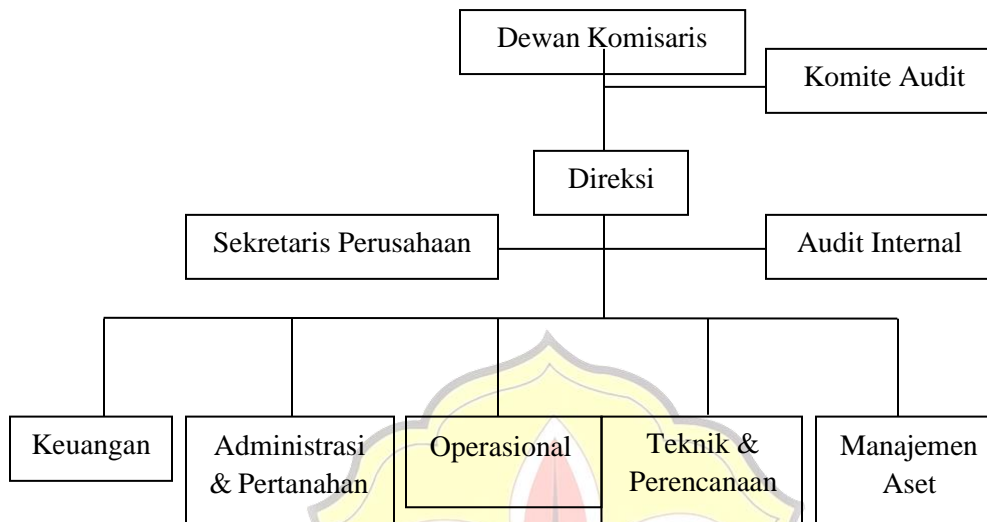 Dewan Komisaris
Komite Audit
Direksi
Sekretaris Perusahaan
Audit Internal
Keuangan
Administrasi
& Pertanahan
Operasional
Teknik &
Perencanaan
Manajemen
Aset